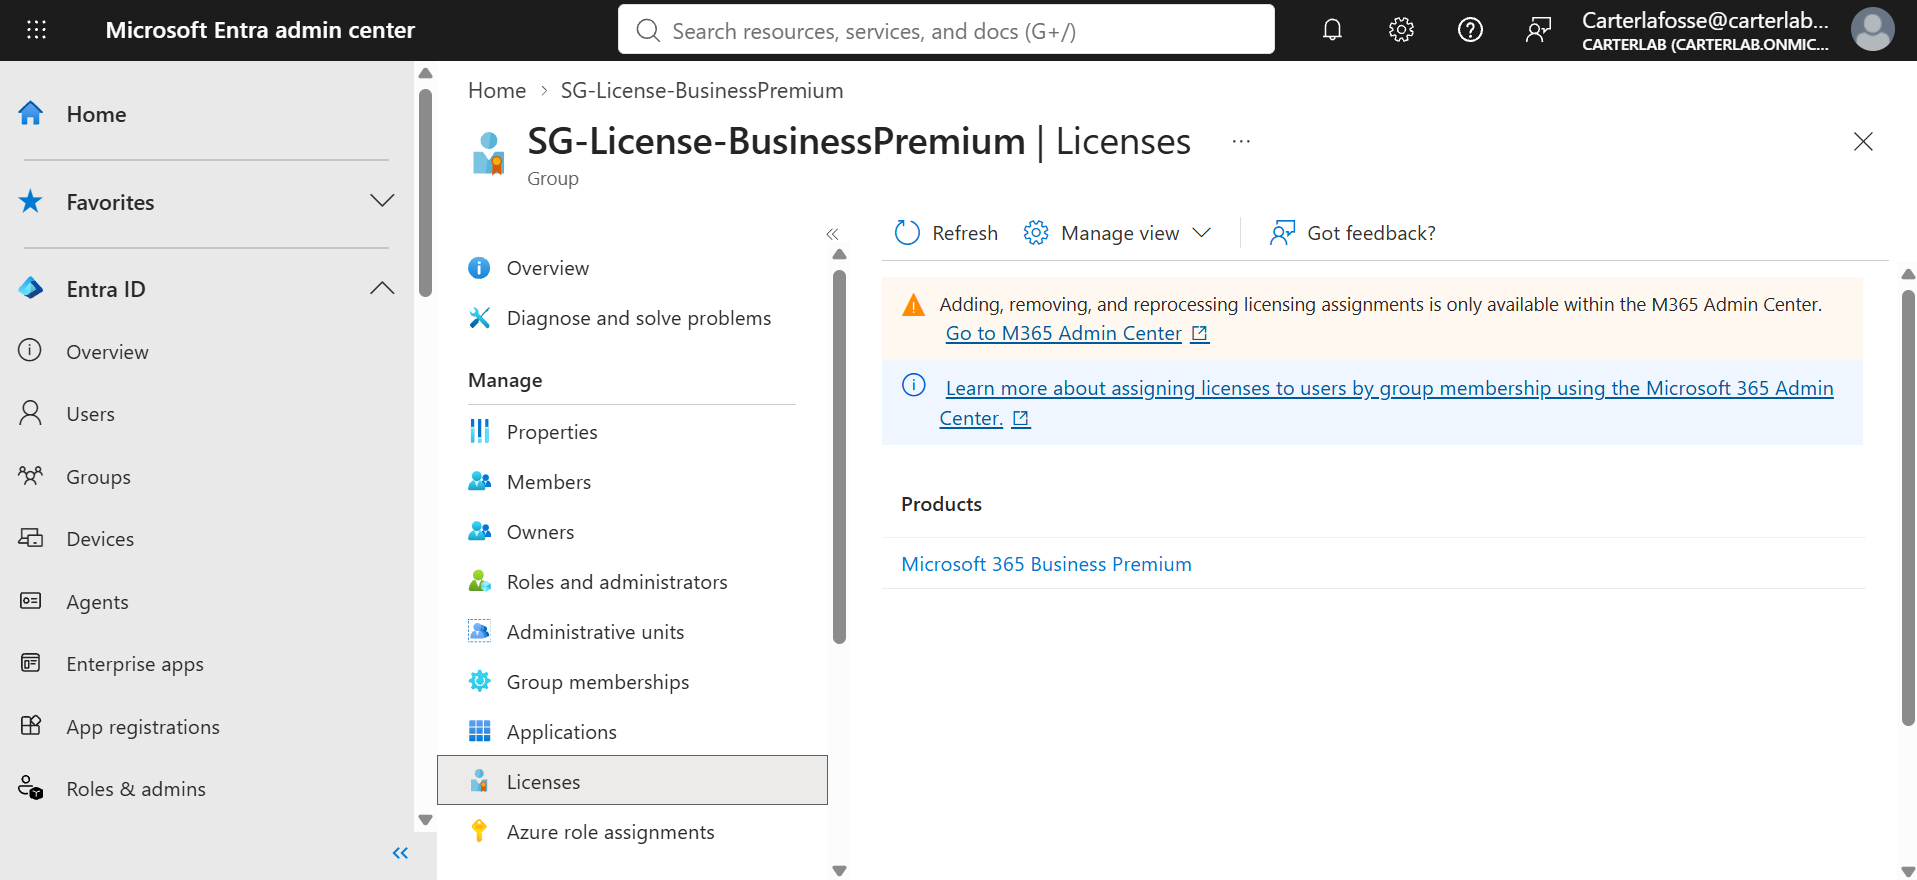 Microsoft Entra admin center
Search resources, services, and docs (G+/)
Carterlafosse@carterlab...
CARTERLAB (CARTERLAB.ONMIC...
Home
Favorites
Entra ID
Overview
Users
Groups
Devices
Agents
Enterprise apps
App registrations
Roles & admins
Home > SG-License-BusinessPremium
SG-License-BusinessPremium | Licenses ...
Group
Overview
Diagnose and solve problems
Manage
Properties
Members
Owners
Roles and administrators
Administrative units
Group memberships
Applications
Licenses
Azure role assignments
Refresh Manage view Got feedback?
Adding, removing, and reprocessing licensing assignments is only available within the M365 Admin Center.
Go to M365 Admin Center
Learn more about assigning licenses to users by group membership using the Microsoft 365 Admin
Center.
Products
Microsoft 365 Business Premium